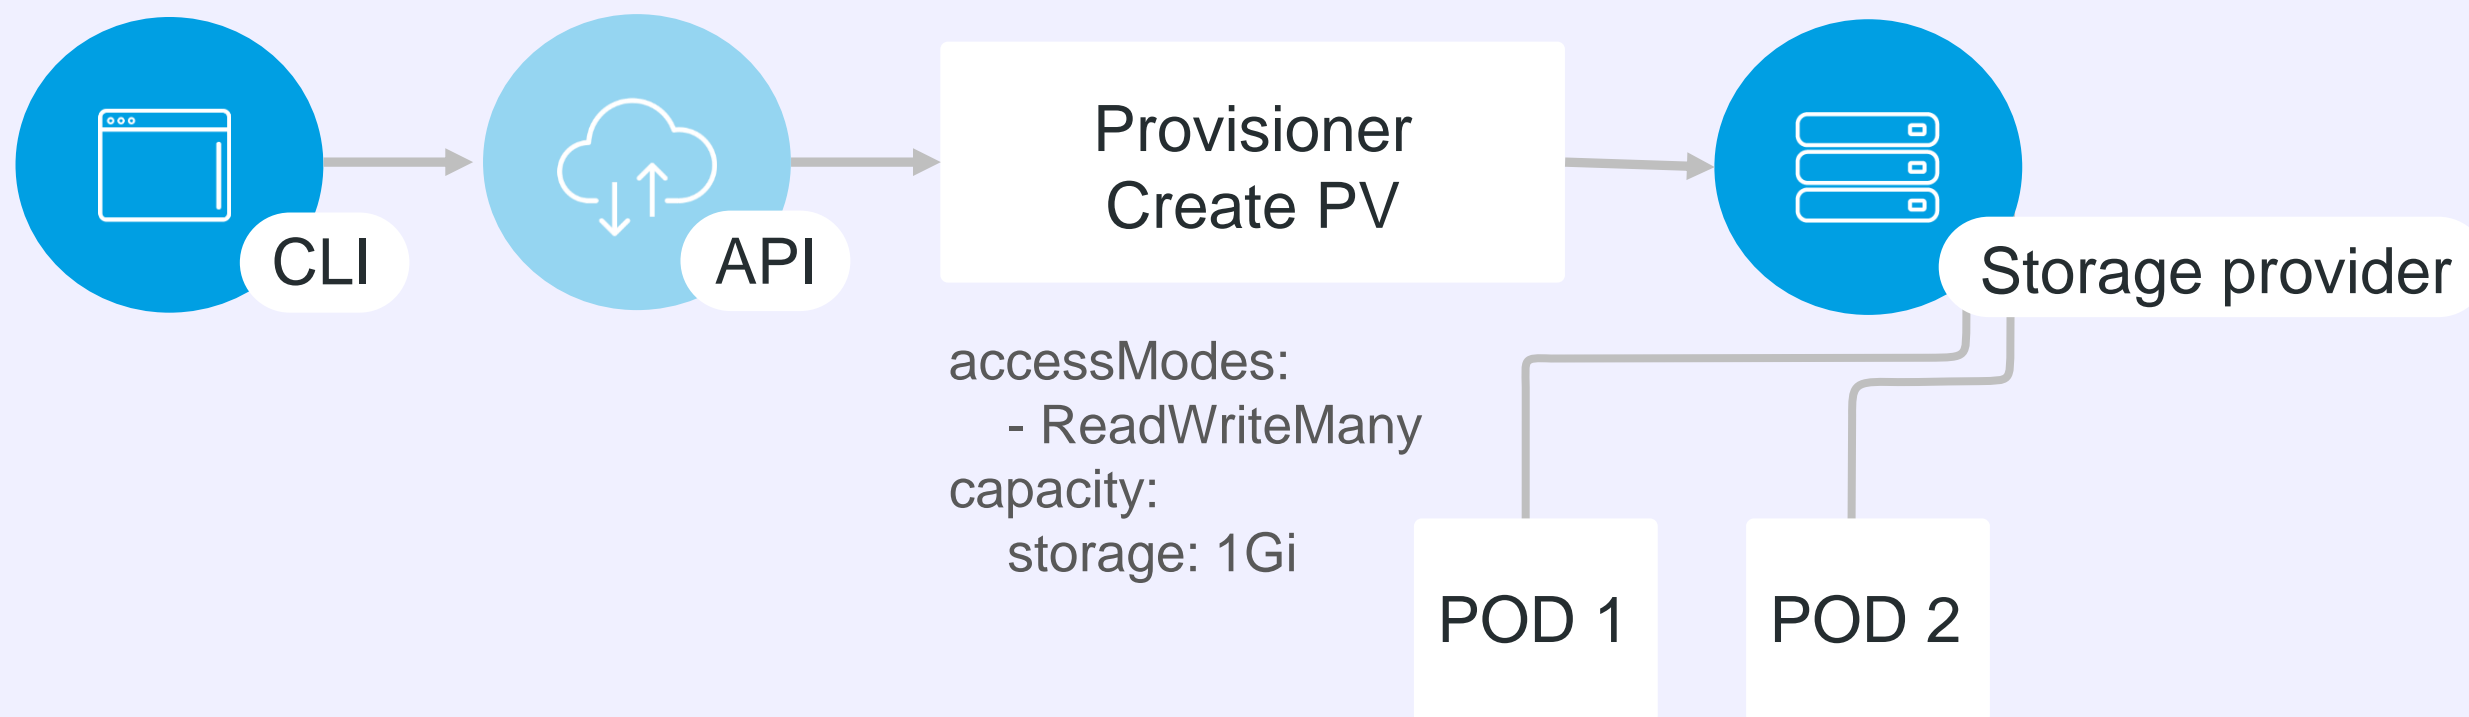 CLI
API
Provisioner
Create PV
Storage provider
accessModes:
- ReadWriteMany
capacity:
storage: 1Gi
POD 1
POD 2